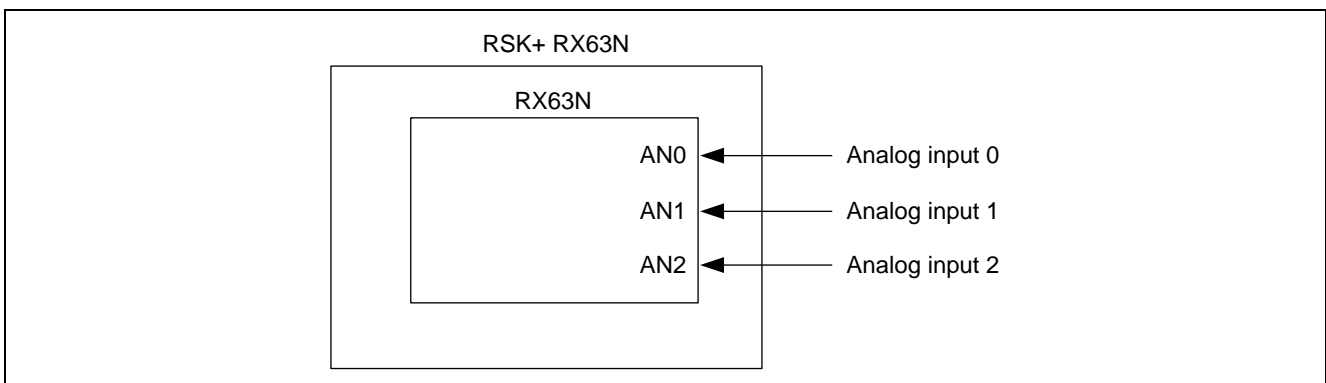 RSK+ RX63N
RX63N
AN0 Analog input 0
AN1 Analog input 1
AN2 Analog input 2